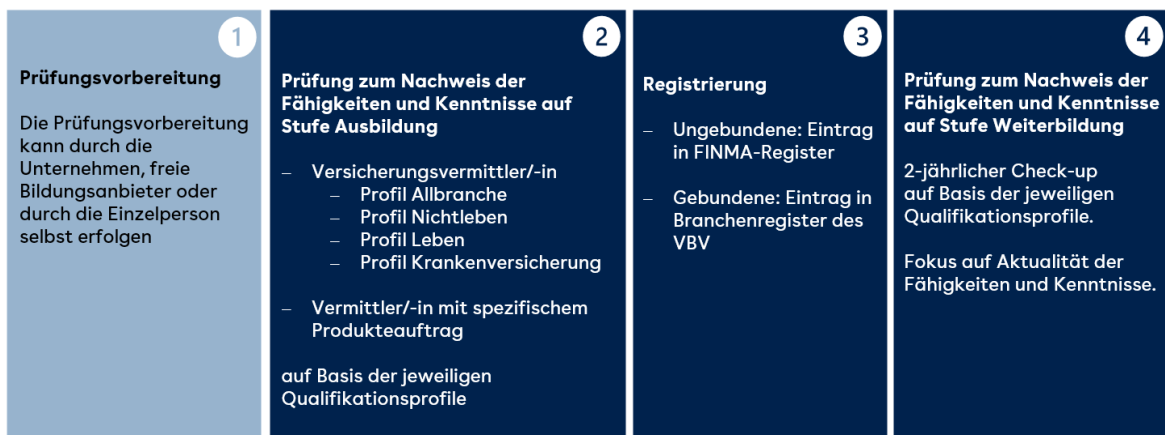 1
Prüfungsvorbereitung
Die Prüfungsvorbereitung
kann durch die
Unternehmen, freie
Bildungsanbieter oder
durch die Einzelperson
selbst erfolgen
2
Prüfung zum Nachweis der
Fähigkeiten und Kenntnisse auf
Stufe Ausbildung
– Versicherungsvermittler/-in
– Profil Allbranche
– Profil Nichtleben
– Profil Leben
– Profil Krankenversicherung
– Vermittler/-in mit spezifischem
Produkteauftrag
auf Basis der jeweiligen
Qualifikationsprofile
3
Registrierung
– Ungebundene: Eintrag
in FINMA-Register
– Gebundene: Eintrag in
Branchenregister des
VBV
4
Prüfung zum Nachweis der
Fähigkeiten und Kenntnisse
auf Stufe Weiterbildung
2-jährlicher Check-up
auf Basis der jeweiligen
Qualifikationsprofile.
Fokus auf Aktualität der
Fähigkeiten und Kenntnisse.